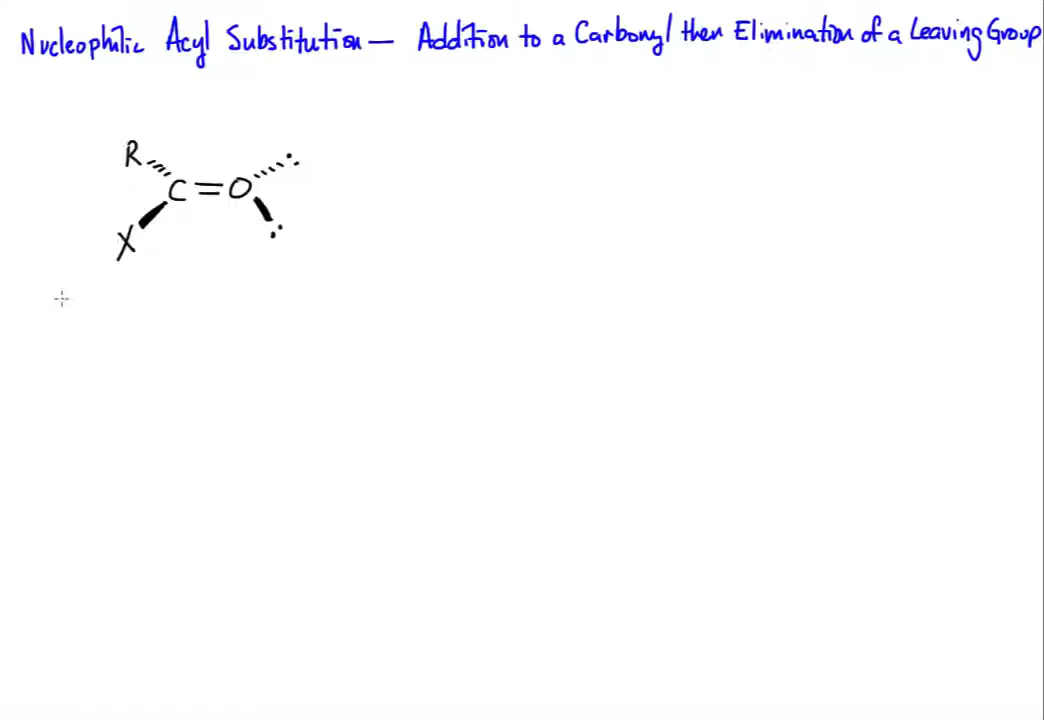 Nucleophilic Acyl Substitution — Addition to a Carbonyl then Elimination of a Leaving Group
R
C=O
X